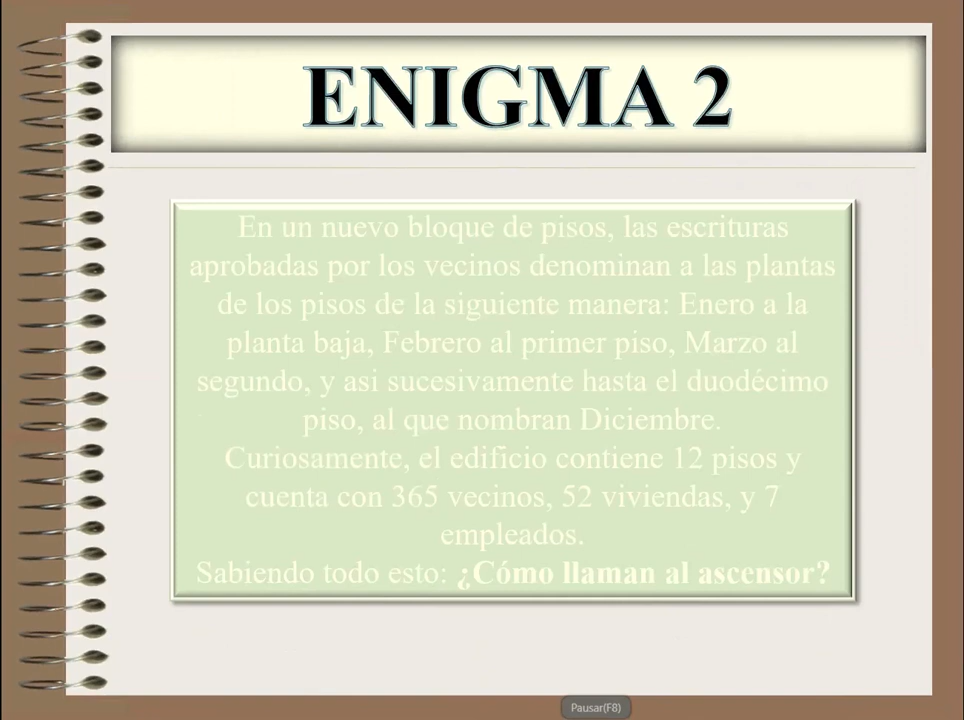 ENIGMA 2
En un nuevo bloque de pisos, las escrituras
aprobadas por los vecinos denominan a las plantas
de los pisos de la siguiente manera: Enero a la
planta baja, Febrero al primer piso, Marzo al
segundo, y asi sucesivamente hasta el duodécimo
piso, al que nombran Diciembre.
Curiosamente, el edificio contiene 12 pisos y
cuenta con 365 vecinos, 52 viviendas, y 7
empleados.
Sabiendo todo esto: ¿Cómo llaman al ascensor?
Pausar(F8)